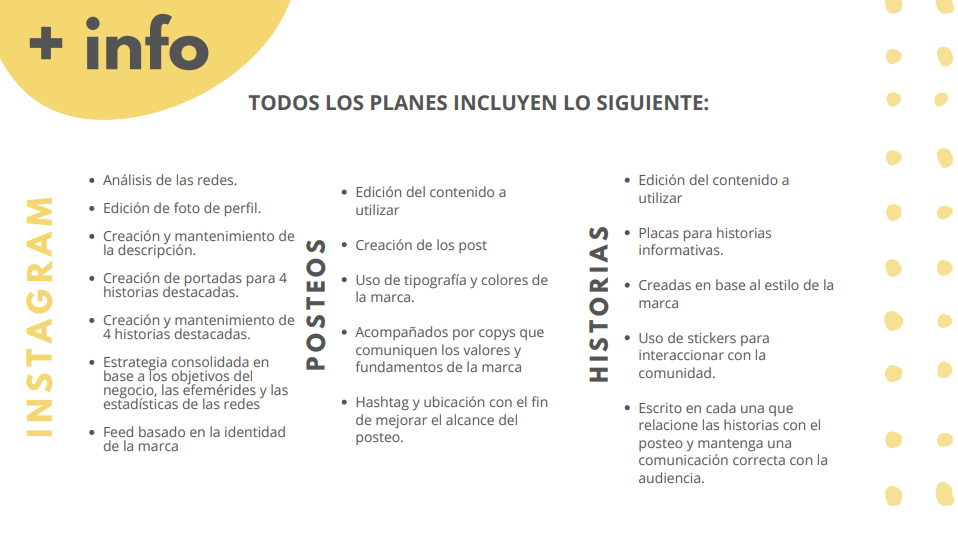 + info
TODOS LOS PLANES INCLUYEN LO SIGUIENTE:
INSTAGRAM
• Análisis de las redes.
• Edición de foto de perfil.
• Creación y mantenimiento de
la descripción.
• Creación de portadas para 4
historias destacadas.
• Creación y mantenimiento de
4 historias destacadas.
• Estrategia consolidada en
base a los objetivos del
negocio, las efemérides y las
estadísticas de las redes
• Feed basado en la identidad
de la marca
POSTEOS
• Edición del contenido a
utilizar
• Creación de los post
• Uso de tipografía y colores de
la marca.
• Acompañados por copys que
comuniquen los valores y
fundamentos de la marca
• Hashtag y ubicación con el fin
de mejorar el alcance del
posteo.
HISTORIAS
• Edición del contenido a
utilizar
• Placas para historias
informativas.
• Creadas en base al estilo de la
marca
• Uso de stickers para
interaccionar con la
comunidad.
• Escrito en cada una que
relacione las historias con el
posteo y mantenga una
comunicación correcta con la
audiencia.